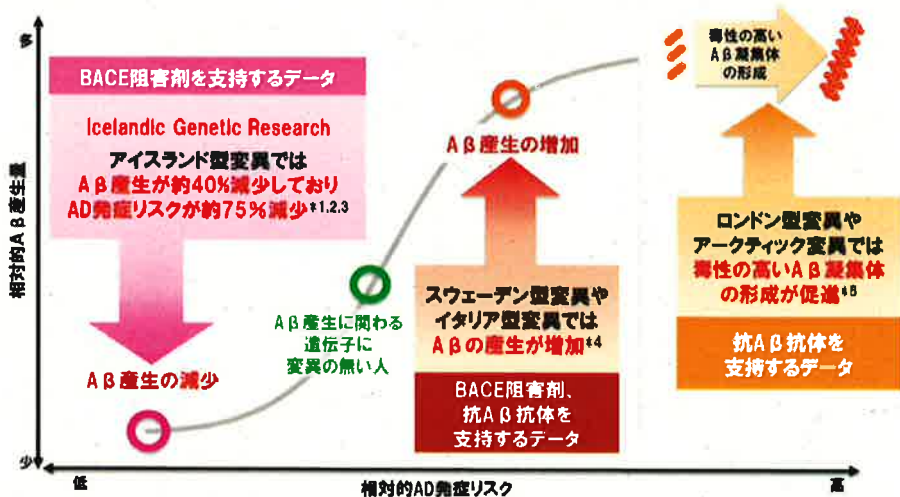 多
相対的Aβ産生量
少
BACE阻害剤を支持するデータ
Icelandic Genetic Research
アイスランド型変異では
Aβ産生が約40%減少しており
AD発症リスクが約75%減少*1,2,3
Aβ産生の減少
Aβ産生に関わる
遺伝子に
変異の無い人
Aβ産生の増加
スウェーデン型変異や
イタリア型変異では
Aβの産生が増加*4
BACE阻害剤、
抗Aβ抗体を
支持するデータ
毒性の高い
Aβ凝集体
の形成
ロンドン型変異や
アークティック変異では
毒性の高いAβ凝集体
の形成が促進*5
抗Aβ抗体を
支持するデータ
低
相対的AD発症リスク
高